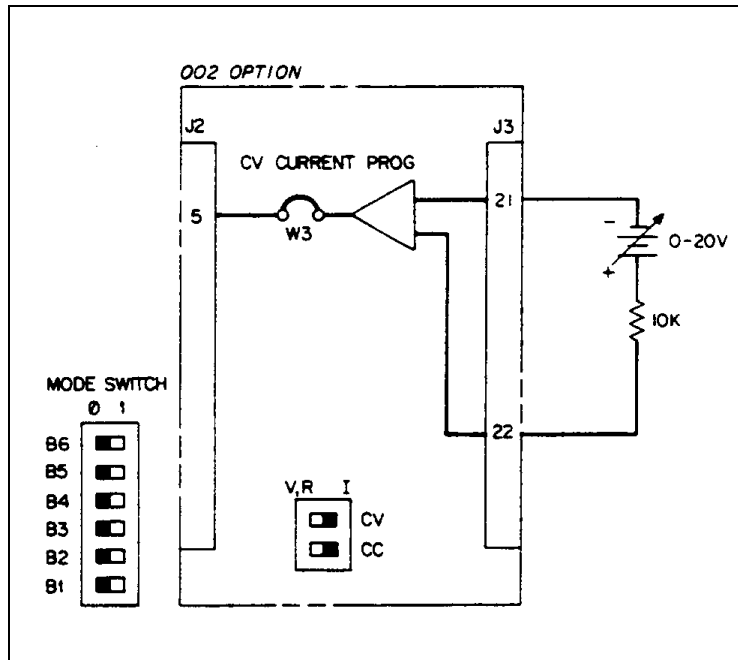 002 OPTION
J2
J3
CV CURRENT PROG
5
W3
21
-
+
0-20V
10K
22
MODE SWITCH
0 1
B6
B5
B4
B3
B2
B1
V,R I
CV
CC